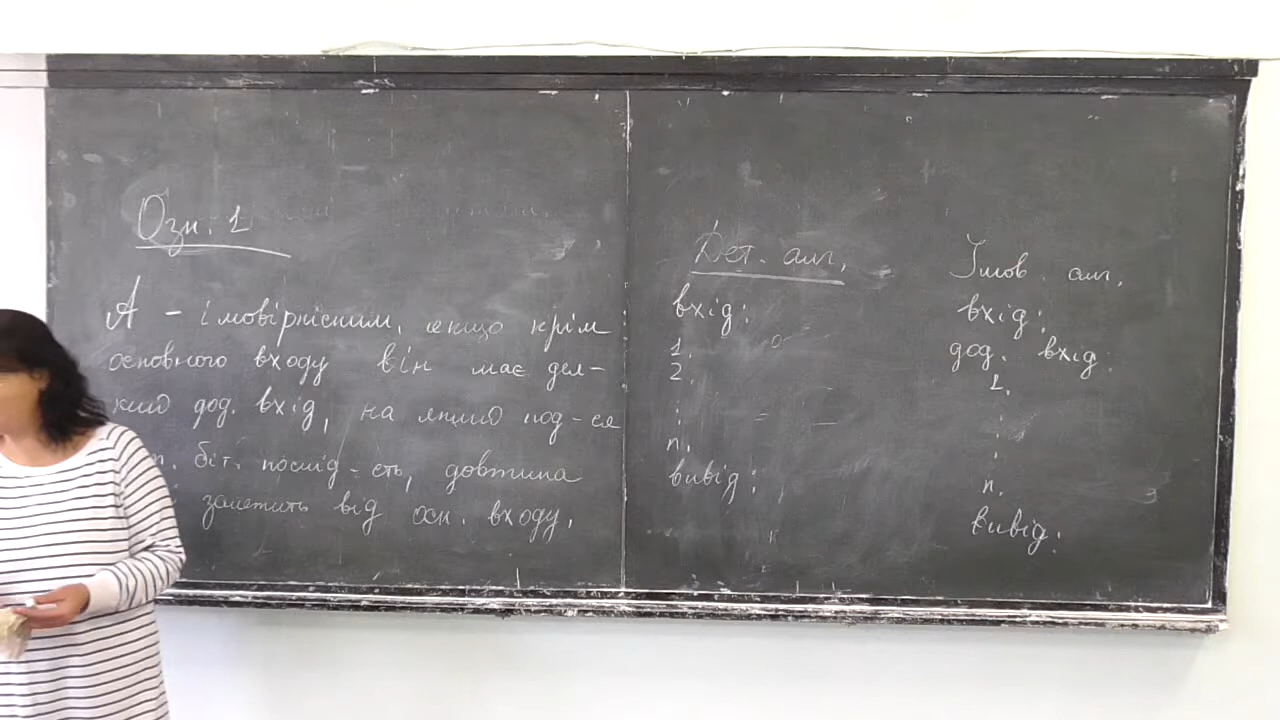 Озн. 1
A – імовірнісним, якщо крім
основного входу він має дея-
кий дод. вхід, на який под-ся
п. біт. послід-сть, довжина
залежить від осн. входу.
Дет. алг.
вхід:
1.
2.
:
n.
вивід:
Імов. алг.
вхід:
дод. вхід:
1.
:
n.
вивід: